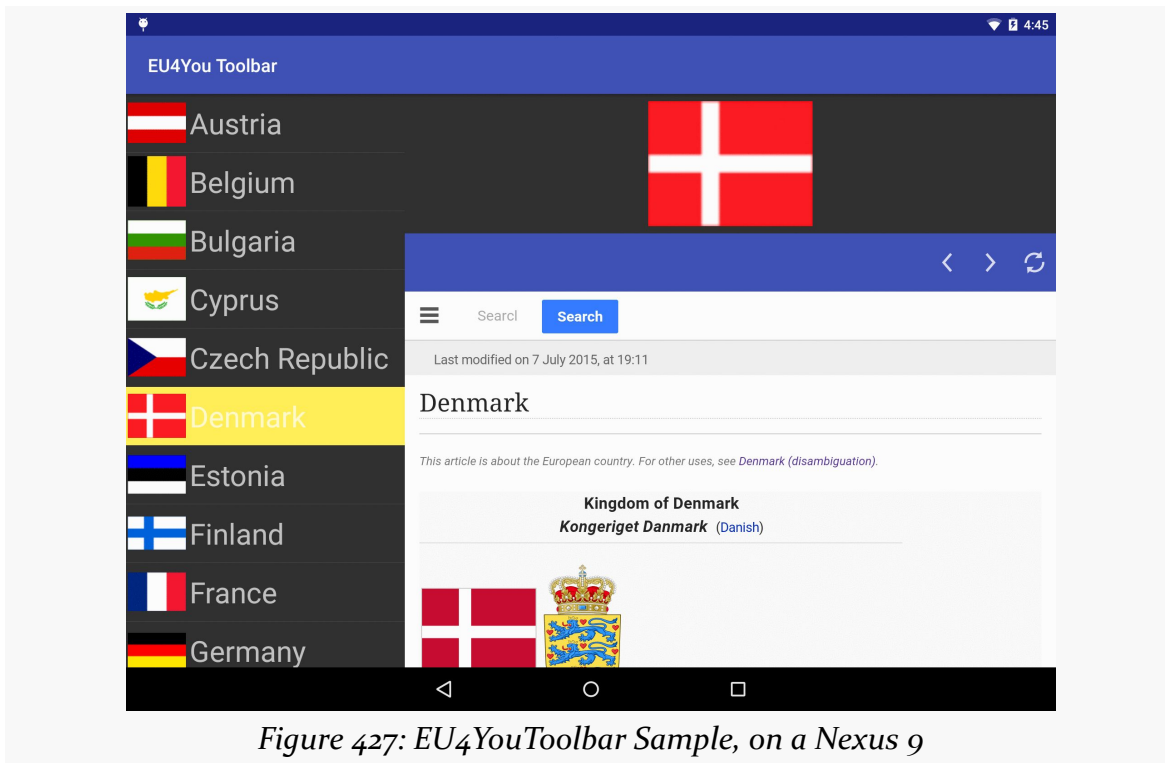 4:45
EU4You Toolbar
Austria
Belgium
Bulgaria
Cyprus
Czech Republic
Denmark
Estonia
Finland
France
Germany
Searcl
Search
Last modified on 7 July 2015, at 19:11
Denmark
This article is about the European country. For other uses, see Denmark (disambiguation).
Kingdom of Denmark
Kongeriget Danmark (Danish)
Figure 427: EU4YouToolbar Sample, on a Nexus 9